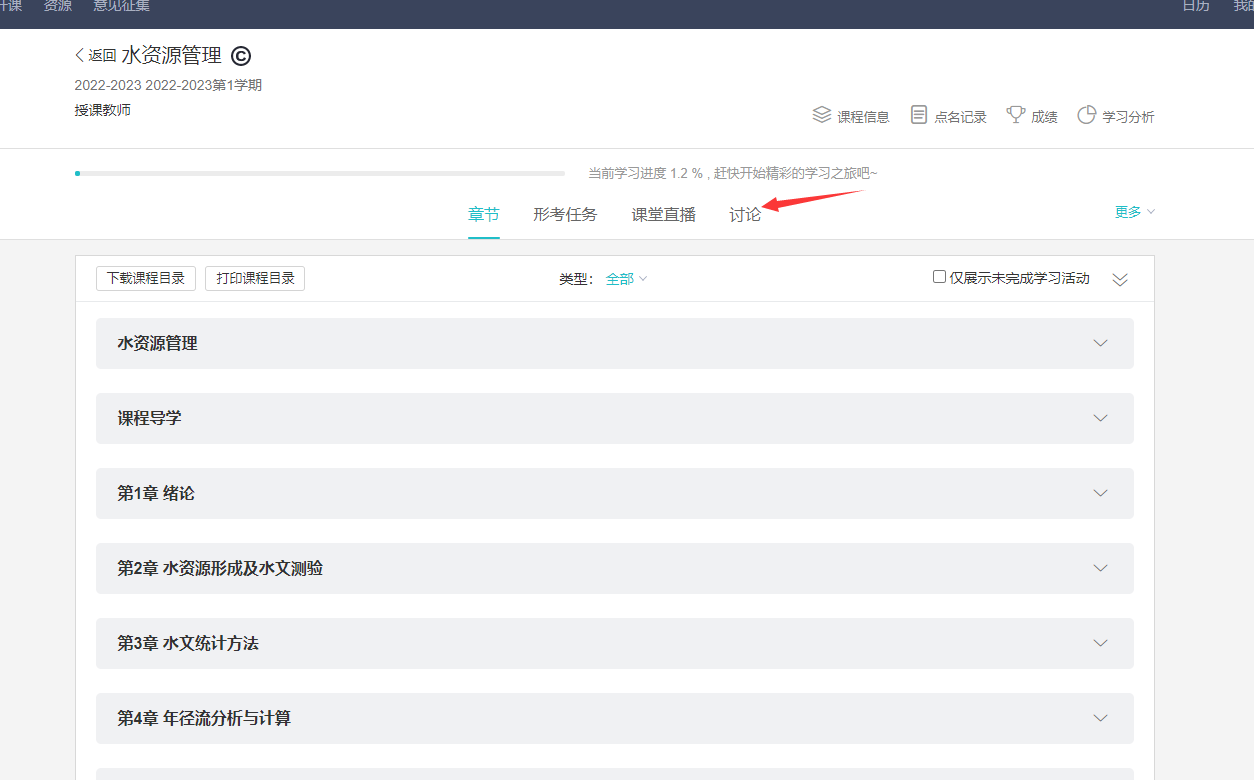 开课 资源 意见征集 日历 我的
返回 水资源管理 ©
2022-2023 2022-2023第1学期
授课教师
课程信息 点名记录 成绩 学习分析
当前学习进度 1.2 % , 赶快开始精彩的学习之旅吧~
章节 形考任务 课堂直播 讨论 更多
下载课程目录 打印课程目录 类型： 全部 仅展示未完成学习活动
水资源管理
课程导学
第1章 绪论
第2章 水资源形成及水文测验
第3章 水文统计方法
第4章 年径流分析与计算